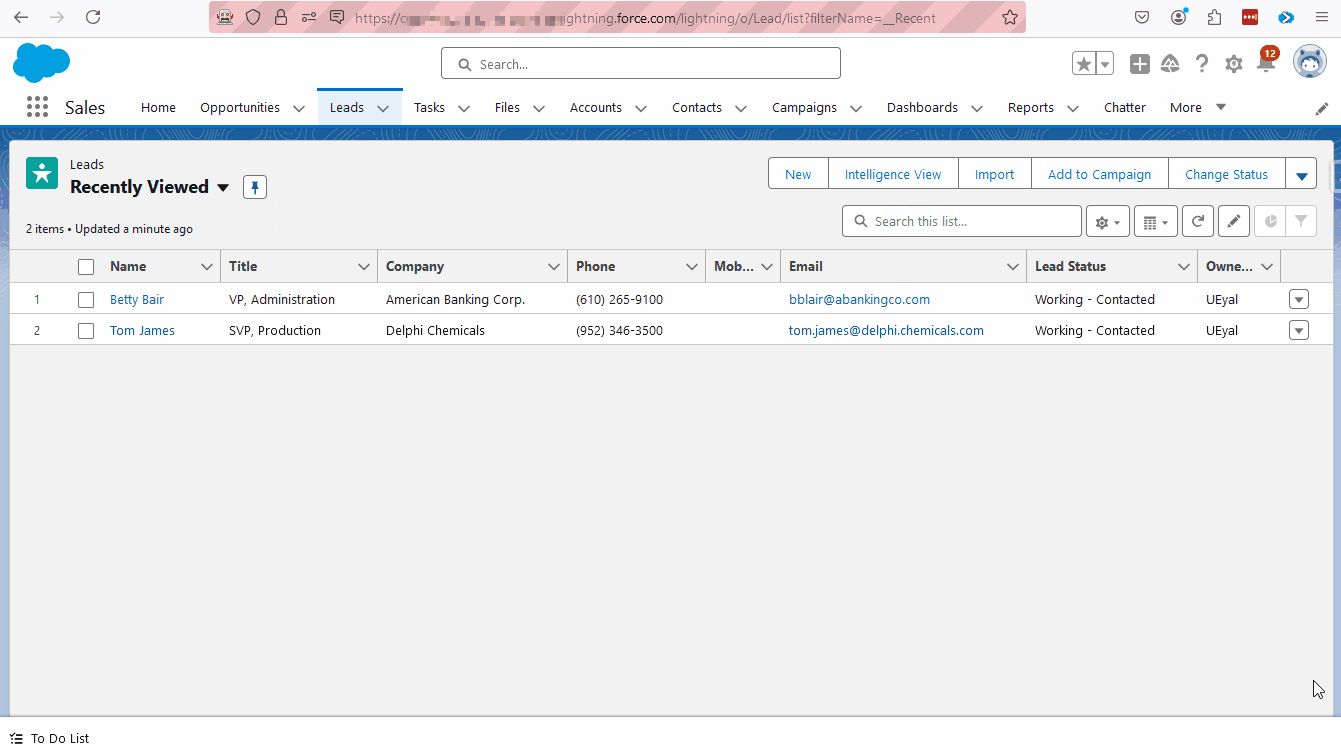 lightning.force.com/lightning/o/Lead/list?filterName=__Recent
Search...
12
Sales Home Opportunities Leads Tasks Files Accounts Contacts Campaigns Dashboards Reports Chatter More
Leads
Recently Viewed
New Intelligence View Import Add to Campaign Change Status
2 items • Updated a minute ago
Search this list...
Name Title Company Phone Mob... Email Lead Status Owne...
1 Betty Bair VP, Administration American Banking Corp. (610) 265-9100 bblair@abankingco.com Working - Contacted UEyal
2 Tom James SVP, Production Delphi Chemicals (952) 346-3500 tom.james@delphi.chemicals.com Working - Contacted UEyal
To Do List